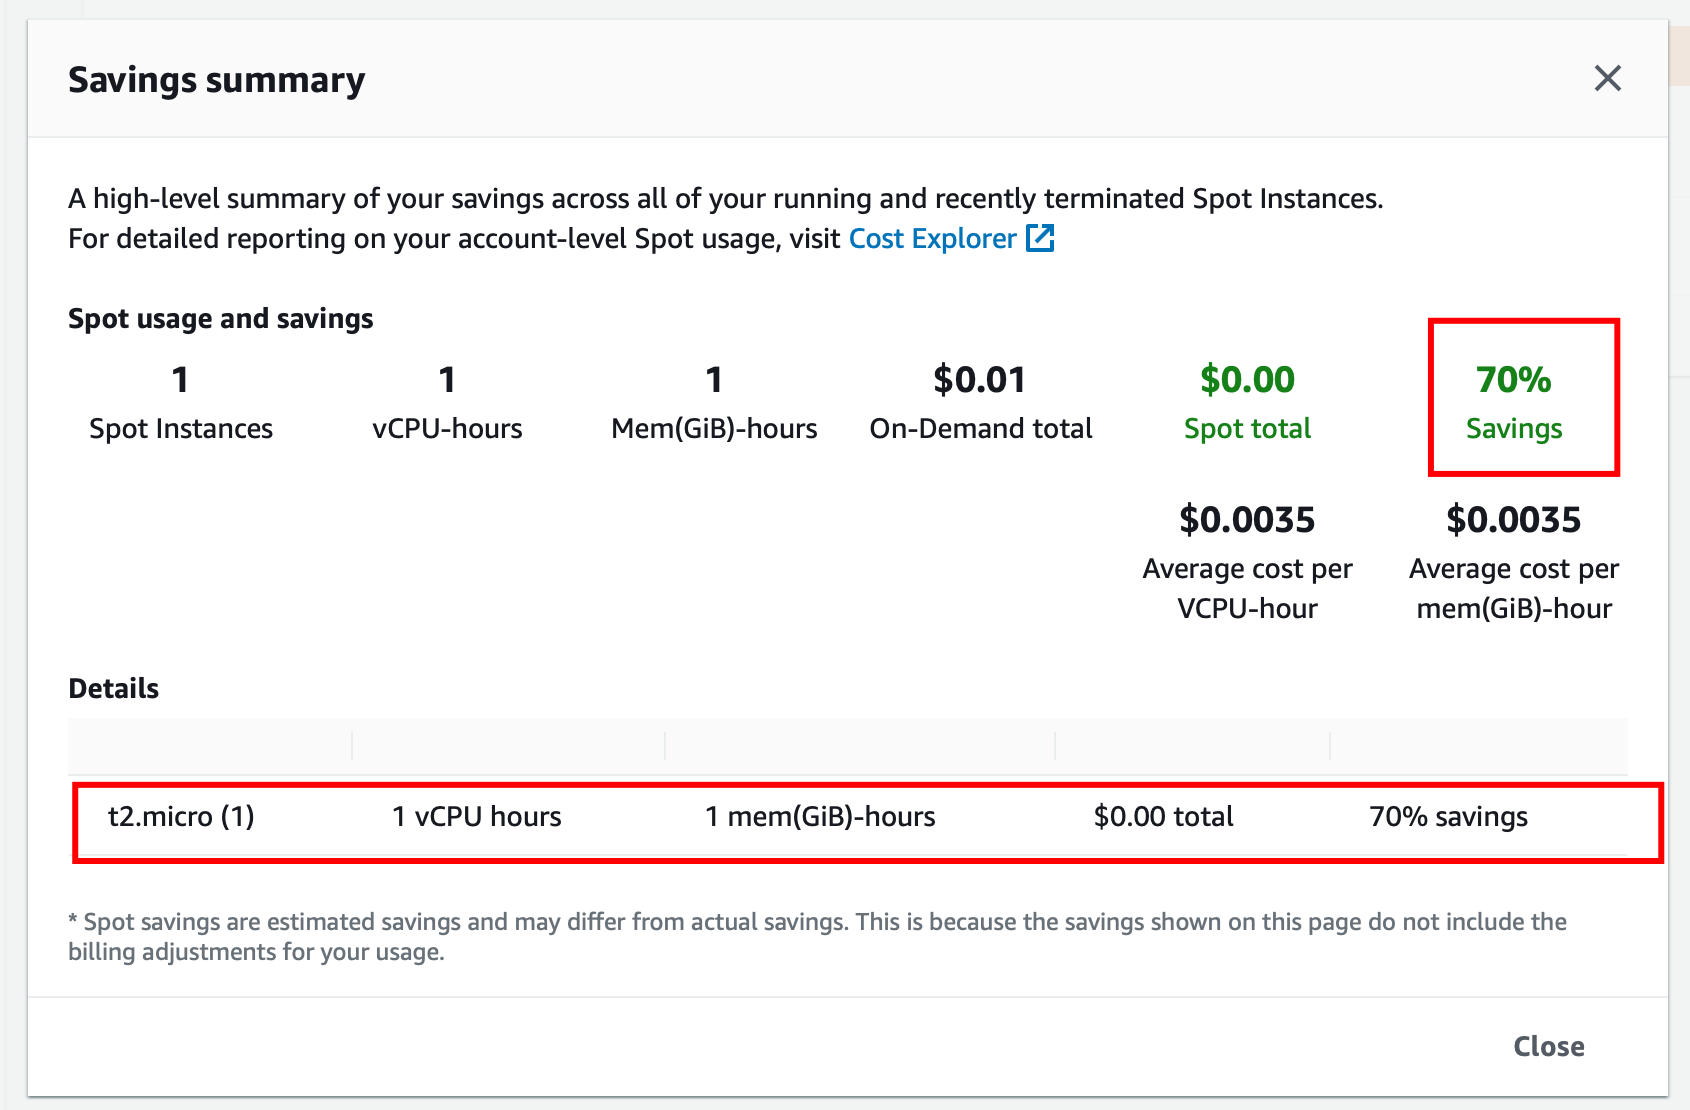 Savings summary
A high-level summary of your savings across all of your running and recently terminated Spot Instances.
For detailed reporting on your account-level Spot usage, visit Cost Explorer
Spot usage and savings
1
Spot Instances
1
vCPU-hours
1
Mem(GiB)-hours
$0.01
On-Demand total
$0.00
Spot total
70%
Savings
$0.0035
Average cost per
VCPU-hour
$0.0035
Average cost per
mem(GiB)-hour
Details
t2.micro (1) 1 vCPU hours 1 mem(GiB)-hours $0.00 total 70% savings
* Spot savings are estimated savings and may differ from actual savings. This is because the savings shown on this page do not include the
billing adjustments for your usage.
Close